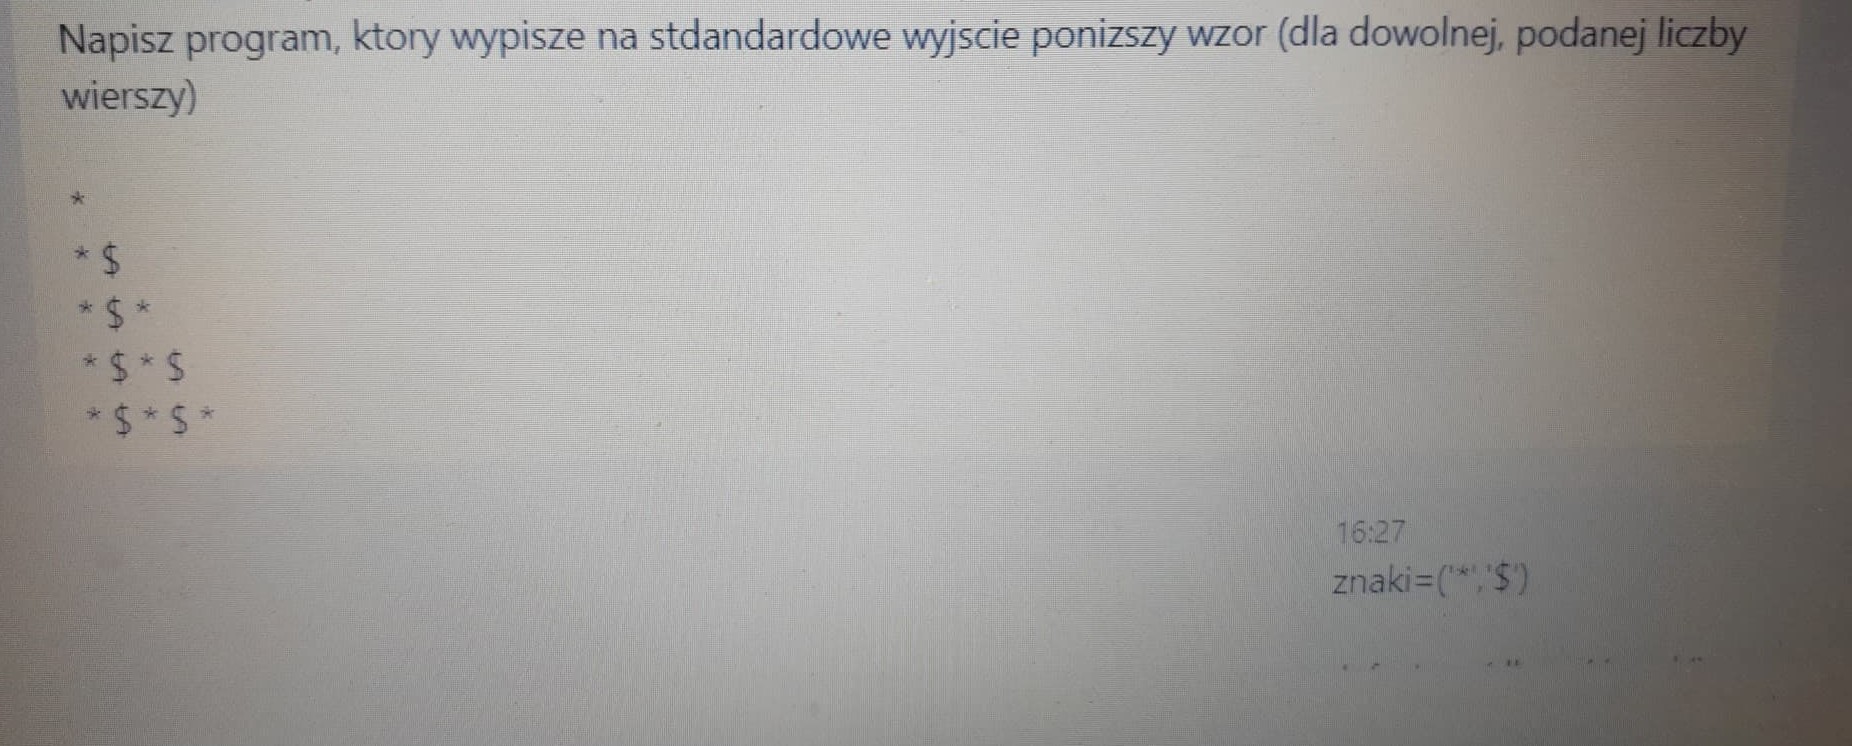 Napisz program, ktory wypisze na stdandardowe wyjscie ponizszy wzor (dla dowolnej, podanej liczby
wierszy)
*
* $
* $ *
* $ * $
* $ * $ *
16:27
znaki=('*','$')